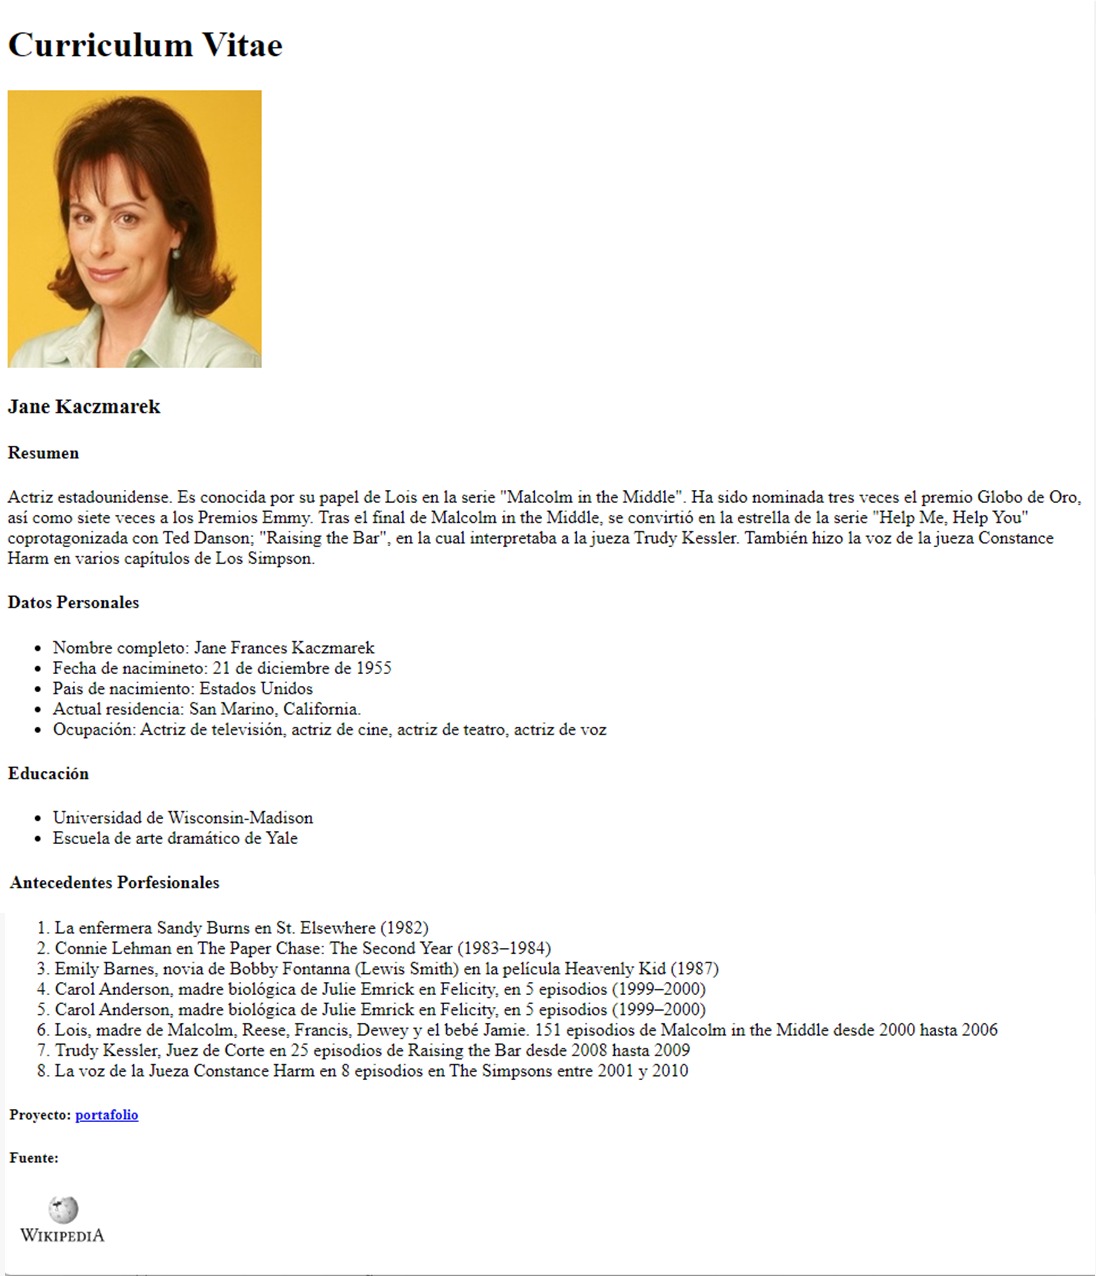 Curriculum Vitae
Jane Kaczmarek
Resumen
Actriz estadounidense. Es conocida por su papel de Lois en la serie "Malcolm in the Middle". Ha sido nominada tres veces el premio Globo de Oro,
así como siete veces a los Premios Emmy. Tras el final de Malcolm in the Middle, se convirtió en la estrella de la serie "Help Me, Help You"
coprotagonizada con Ted Danson; "Raising the Bar", en la cual interpretaba a la jueza Trudy Kessler. También hizo la voz de la jueza Constance
Harm en varios capítulos de Los Simpson.
Datos Personales
• Nombre completo: Jane Frances Kaczmarek
• Fecha de nacimineto: 21 de diciembre de 1955
• Pais de nacimiento: Estados Unidos
• Actual residencia: San Marino, California.
• Ocupación: Actriz de televisión, actriz de cine, actriz de teatro, actriz de voz
Educación
• Universidad de Wisconsin-Madison
• Escuela de arte dramático de Yale
Antecedentes Porfesionales
1. La enfermera Sandy Burns en St. Elsewhere (1982)
2. Connie Lehman en The Paper Chase: The Second Year (1983–1984)
3. Emily Barnes, novia de Bobby Fontanna (Lewis Smith) en la película Heavenly Kid (1987)
4. Carol Anderson, madre biológica de Julie Emrick en Felicity, en 5 episodios (1999–2000)
5. Carol Anderson, madre biológica de Julie Emrick en Felicity, en 5 episodios (1999–2000)
6. Lois, madre de Malcolm, Reese, Francis, Dewey y el bebé Jamie. 151 episodios de Malcolm in the Middle desde 2000 hasta 2006
7. Trudy Kessler, Juez de Corte en 25 episodios de Raising the Bar desde 2008 hasta 2009
8. La voz de la Jueza Constance Harm en 8 episodios en The Simpsons entre 2001 y 2010
Proyecto: portafolio
Fuente:
WIKIPEDIA